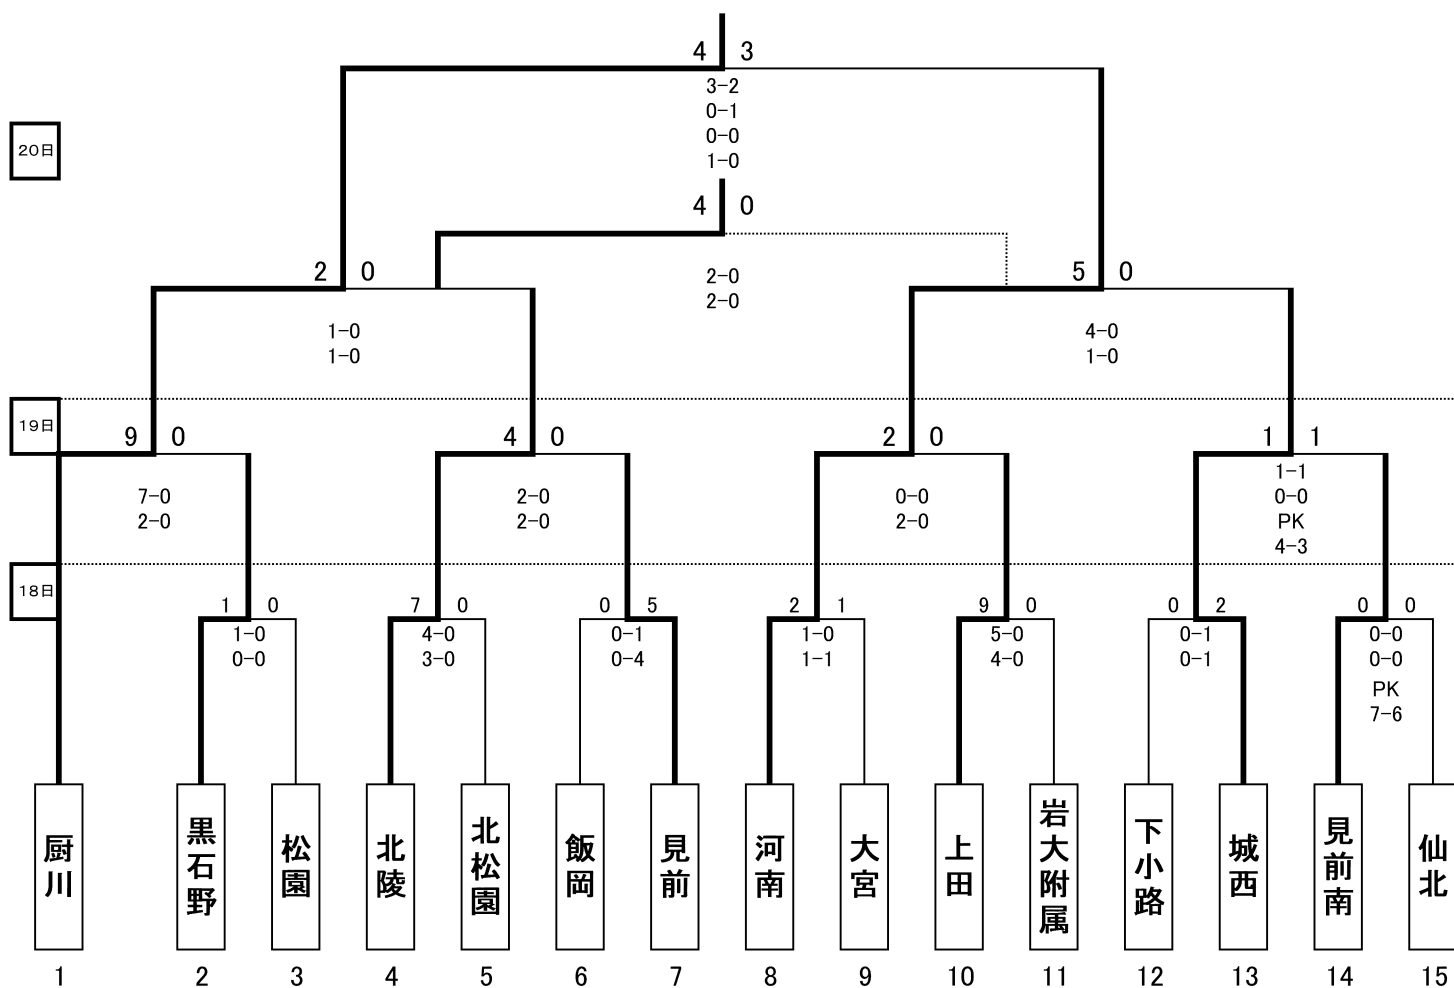 4 3
3-2
0-1
0-0
1-0
20日
4 0
2-0
2-0
2 0
1-0
1-0
5 0
4-0
1-0
19日
9 0
7-0
2-0
4 0
2-0
2-0
2 0
0-0
2-0
1 1
1-1
0-0
PK
4-3
18日
1 0
1-0
0-0
7 0
4-0
3-0
0 5
0-1
0-4
2 1
1-0
1-1
9 0
5-0
4-0
0 2
0-1
0-1
0 0
0-0
0-0
PK
7-6
厨川
黒石野
松園
北陵
北松園
飯岡
見前
河南
大宮
上田
岩大附属
下小路
城西
見前南
仙北
1 2 3 4 5 6 7 8 9 10 11 12 13 14 15